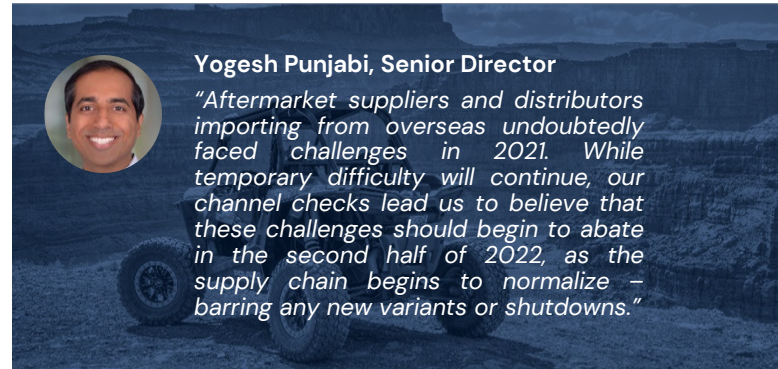 Yogesh Punjabi, Senior Director
“Aftermarket suppliers and distributors
importing from overseas undoubtedly
faced challenges in 2021. While
temporary difficulty will continue, our
channel checks lead us to believe that
these challenges should begin to abate
in the second half of 2022, as the
supply chain begins to normalize –
barring any new variants or shutdowns.”